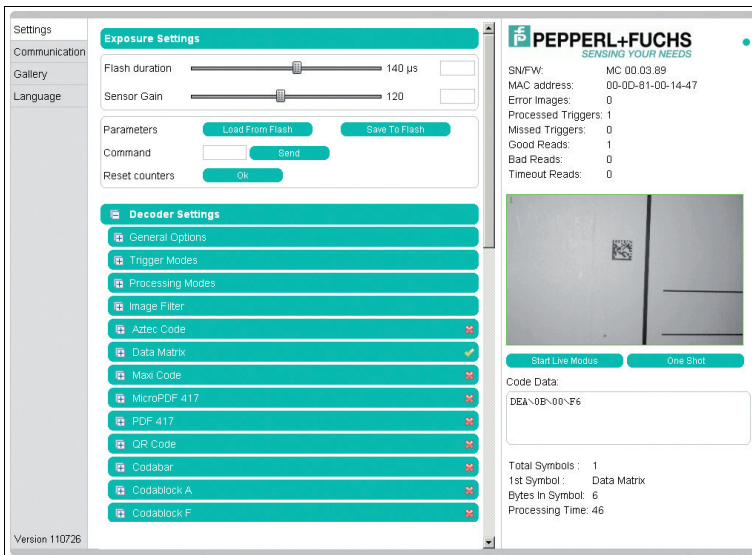 Settings
Communication
Gallery
Language
Version 110726
Exposure Settings
Flash duration 140 µs
Sensor Gain 120
Parameters Load From Flash Save To Flash
Command Send
Reset counters Ok
Decoder Settings
General Options
Trigger Modes
Processing Modes
Image Filter
Aztec Code
Data Matrix
Maxi Code
MicroPDF 417
PDF 417
QR Code
Codabar
Codablock A
Codablock F
PEPPERL+FUCHS
SENSING YOUR NEEDS
SN/FW: MC 00.03.89
MAC address: 00-0D-81-00-14-47
Error Images: 0
Processed Triggers: 1
Missed Triggers: 0
Good Reads: 1
Bad Reads: 0
Timeout Reads: 0
1
Start Live Modus One Shot
Code Data:
DEA\0B\00\F6
Total Symbols : 1
1st Symbol : Data Matrix
Bytes In Symbol: 6
Processing Time: 46